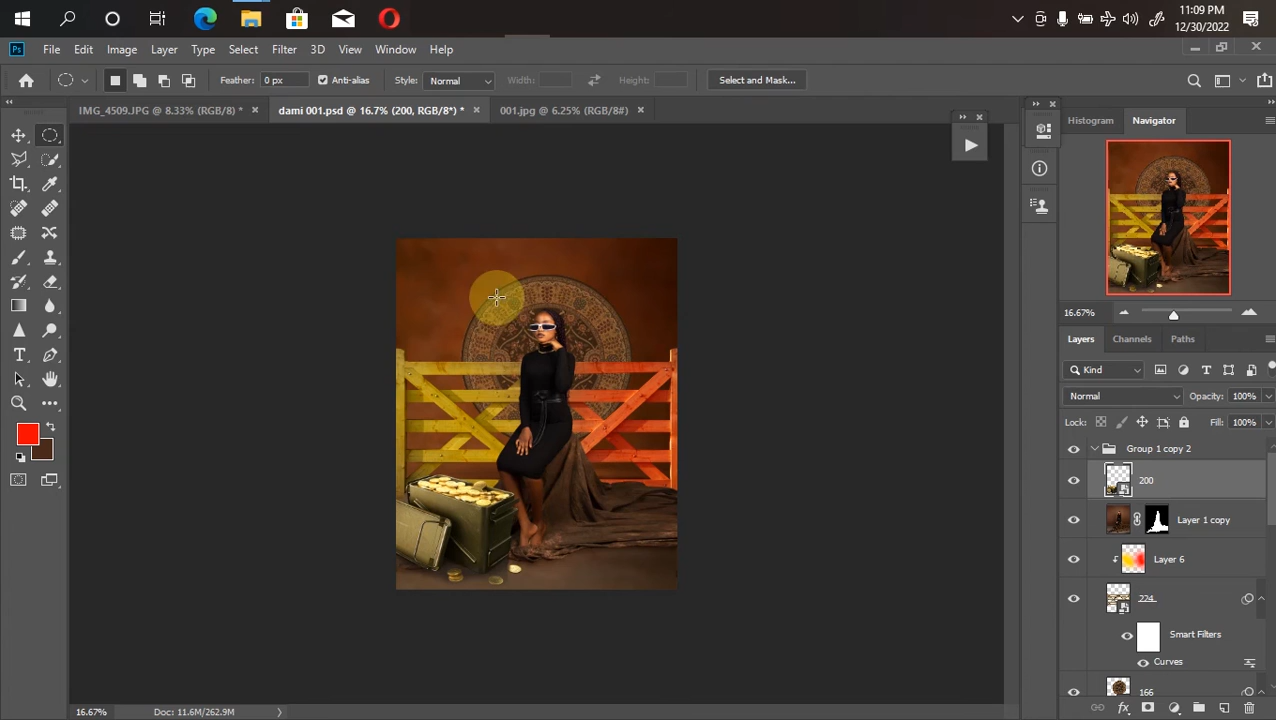 11:09 PM
12/30/2022
Ps File Edit Image Layer Type Select Filter 3D View Window Help
Feather: 0 px Anti-alias Style: Normal Width: Height: Select and Mask...
IMG_4509.JPG @ 8.33% (RGB/8) * dami 001.psd @ 16.7% (200, RGB/8*) * 001.jpg @ 6.25% (RGB/8#)
Histogram Navigator
16.67%
Layers Channels Paths
Kind
Normal Opacity: 100%
Lock: Fill: 100%
Group 1 copy 2
200
Layer 1 copy
Layer 6
224
Smart Filters
Curves
166
16.67% Doc: 11.6M/262.9M